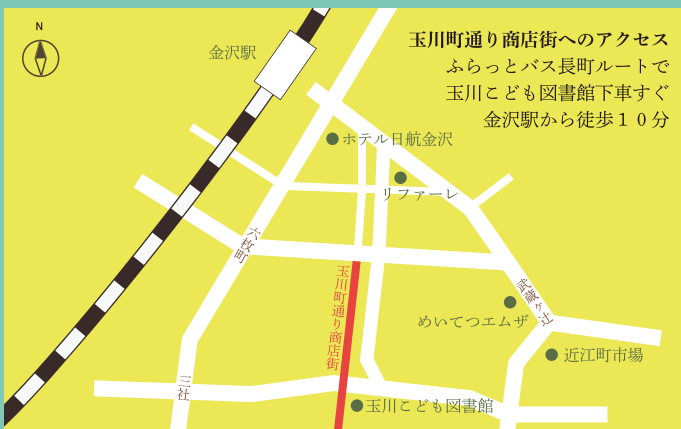 N
玉川町通り商店街へのアクセス
ふらっとバス長町ルートで
玉川こども図書館下車すぐ
金沢駅から徒歩１０分
金沢駅
ホテル日航金沢
リファーレ
六枚町
武蔵ヶ辻
玉川町通り商店街
めいてつエムザ
近江町市場
三社
玉川こども図書館